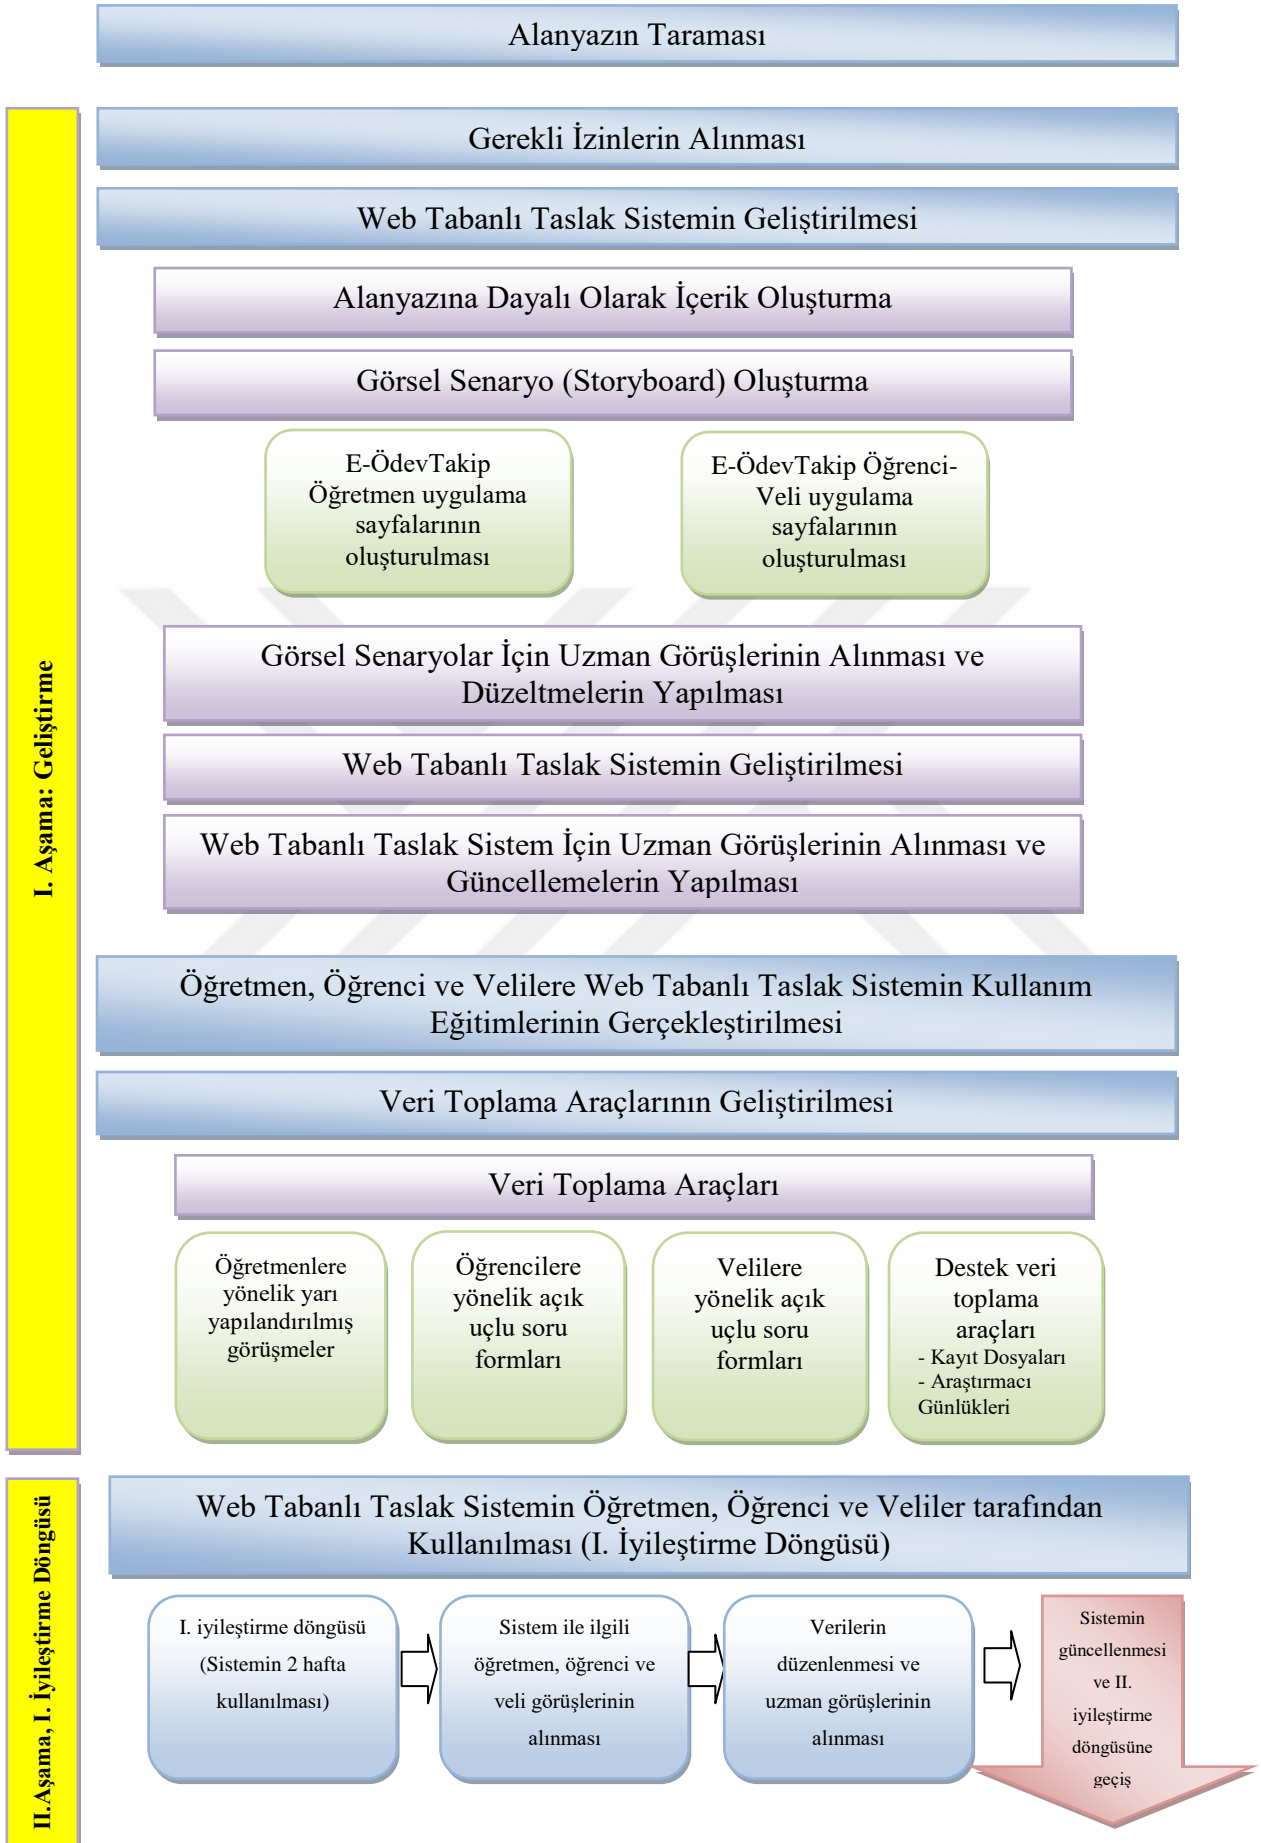 Alanyazın Taraması
I. Aşama: Geliştirme
Gerekli İzinlerin Alınması
Web Tabanlı Taslak Sistemin Geliştirilmesi
Alanyazına Dayalı Olarak İçerik Oluşturma
Görsel Senaryo (Storyboard) Oluşturma
E-ÖdevTakip
Öğretmen uygulama
sayfalarının
oluşturulması
E-ÖdevTakip Öğrenci-
Veli uygulama
sayfalarının
oluşturulması
Görsel Senaryolar İçin Uzman Görüşlerinin Alınması ve
Düzeltmelerin Yapılması
Web Tabanlı Taslak Sistemin Geliştirilmesi
Web Tabanlı Taslak Sistem İçin Uzman Görüşlerinin Alınması ve
Güncellemelerin Yapılması
Öğretmen, Öğrenci ve Velilere Web Tabanlı Taslak Sistemin Kullanım
Eğitimlerinin Gerçekleştirilmesi
Veri Toplama Araçlarının Geliştirilmesi
Veri Toplama Araçları
Öğretmenlere
yönelik yarı
yapılandırılmış
görüşmeler
Öğrencilere
yönelik açık
uçlu soru
formları
Velilere
yönelik açık
uçlu soru
formları
Destek veri
toplama
araçları
- Kayıt Dosyaları
- Araştırmacı
Günlükleri
II.Aşama, I. İyileştirme Döngüsü
Web Tabanlı Taslak Sistemin Öğretmen, Öğrenci ve Veliler tarafından
Kullanılması (I. İyileştirme Döngüsü)
I. iyileştirme döngüsü
(Sistemin 2 hafta
kullanılması)
Sistem ile ilgili
öğretmen, öğrenci ve
veli görüşlerinin
alınması
Verilerin
düzenlenmesi ve
uzman görüşlerinin
alınması
Sistemin
güncellenmesi
ve II.
iyileştirme
döngüsüne
geçiş